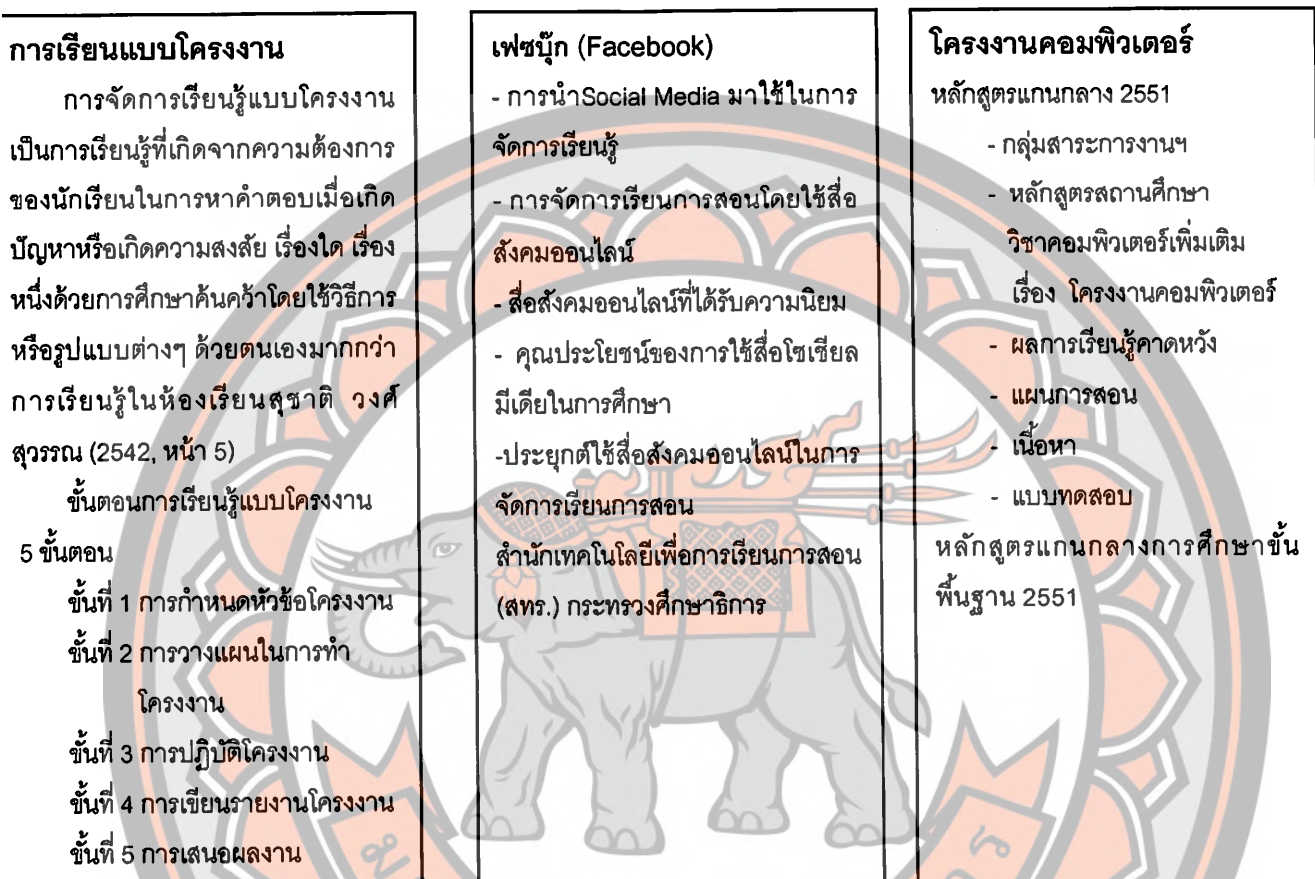 การเรียนแบบโครงงาน
การจัดการเรียนรู้แบบโครงงาน
เป็นการเรียนรู้ที่เกิดจากความต้องการ
ของนักเรียนในการหาคำตอบเมื่อเกิด
ปัญหาหรือเกิดความสงสัย เรื่องใด เรื่อง
หนึ่งด้วยการศึกษาค้นคว้าโดยใช้วิธีการ
หรือรูปแบบต่างๆ ด้วยตนเองมากกว่า
การเรียนรู้ในห้องเรียนสุชาติ วงศ์
สุวรรณ (2542, หน้า 5)
ขั้นตอนการเรียนรู้แบบโครงงาน
5 ขั้นตอน
ขั้นที่ 1 การกำหนดหัวข้อโครงงาน
ขั้นที่ 2 การวางแผนในการทำ
โครงงาน
ขั้นที่ 3 การปฏิบัติโครงงาน
ขั้นที่ 4 การเขียนรายงานโครงงาน
ขั้นที่ 5 การเสนอผลงาน
เฟซบุ๊ก (Facebook)
- การนำSocial Media มาใช้ในการ
จัดการเรียนรู้
- การจัดการเรียนการสอนโดยใช้สื่อ
สังคมออนไลน์
- สื่อสังคมออนไลน์ที่ได้รับความนิยม
- คุณประโยชน์ของการใช้สื่อโซเชียล
มีเดียในการศึกษา
-ประยุกต์ใช้สื่อสังคมออนไลน์ในการ
จัดการเรียนการสอน
สำนักเทคโนโลยีเพื่อการเรียนการสอน
(สทร.) กระทรวงศึกษาธิการ
โครงงานคอมพิวเตอร์
หลักสูตรแกนกลาง 2551
- กลุ่มสาระการงานฯ
- หลักสูตรสถานศึกษา
วิชาคอมพิวเตอร์เพิ่มเติม
เรื่อง โครงงานคอมพิวเตอร์
- ผลการเรียนรู้คาดหวัง
- แผนการสอน
- เนื้อหา
- แบบทดสอบ
หลักสูตรแกนกลางการศึกษาขั้น
พื้นฐาน 2551